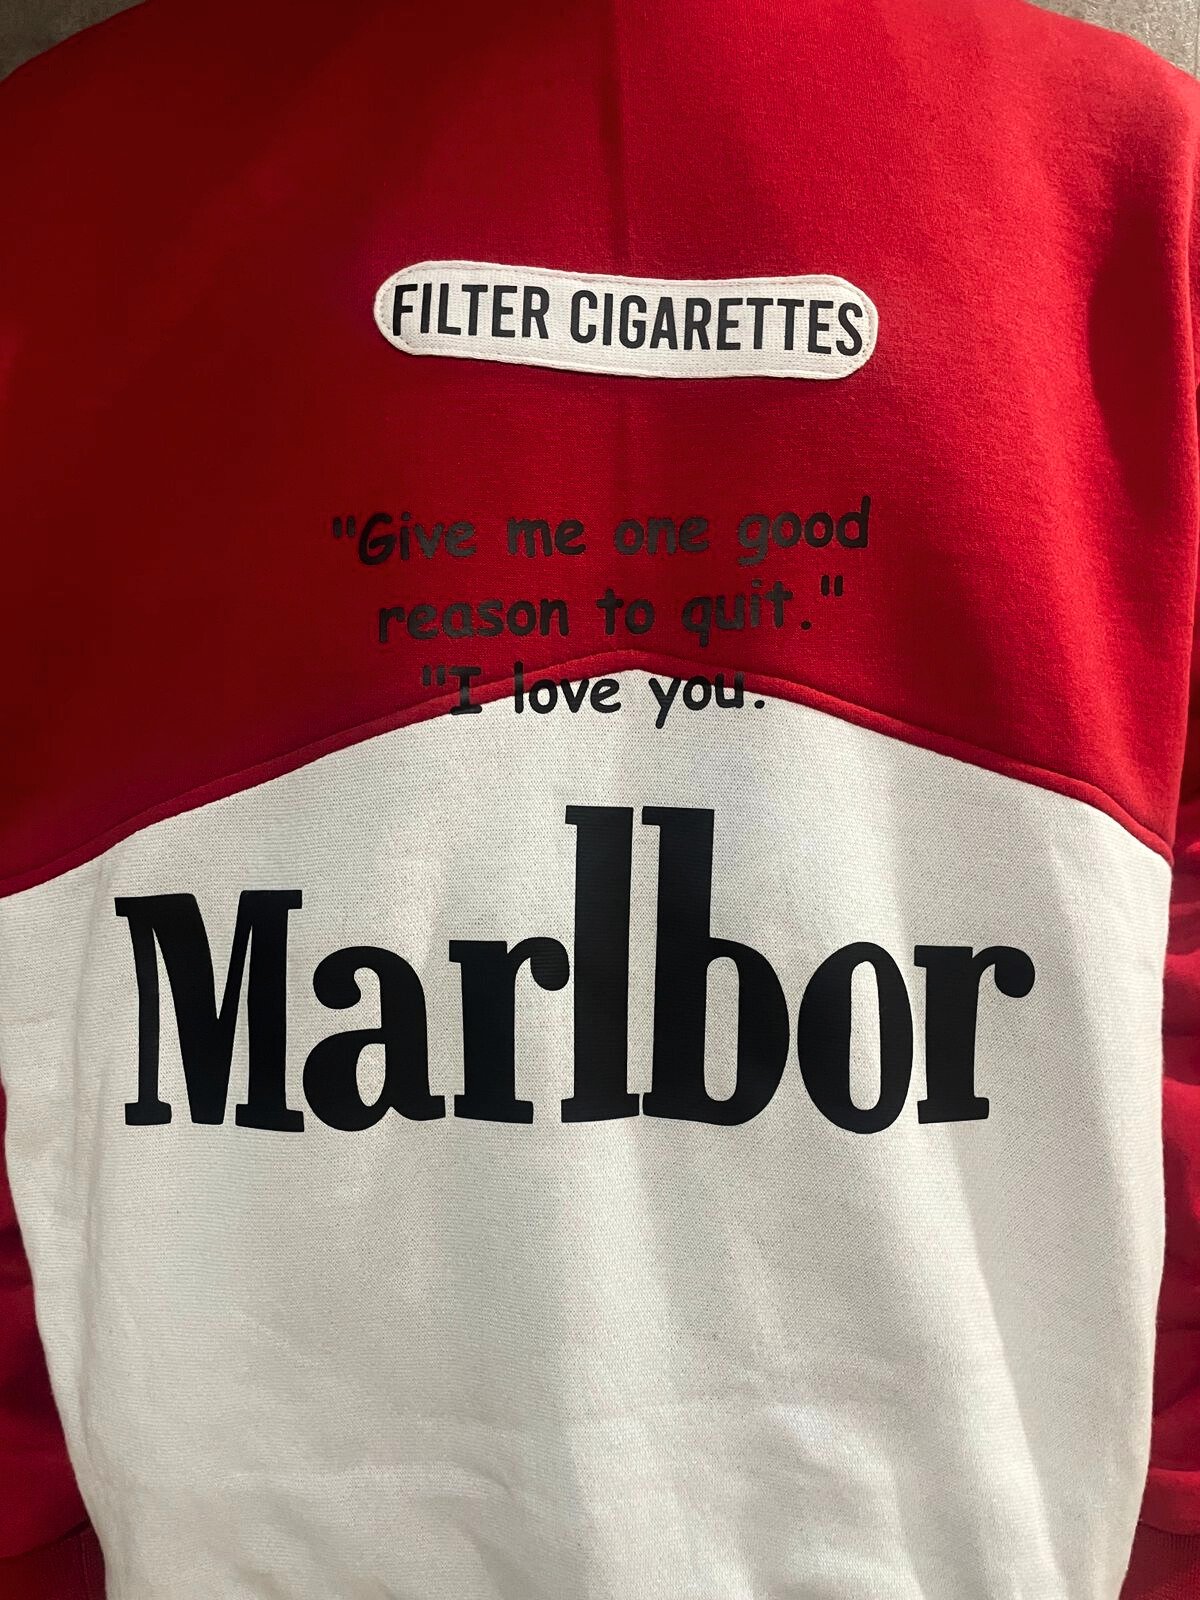 FILTER CIGARETTES
"Give me one good
reason to quit."
"I love you.
Marlbor